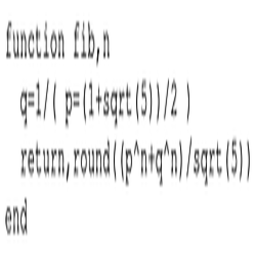 function fib,n
q=1/( p=(1+sqrt(5))/2 )
return,round((p^n+q^n)/sqrt(5))
end